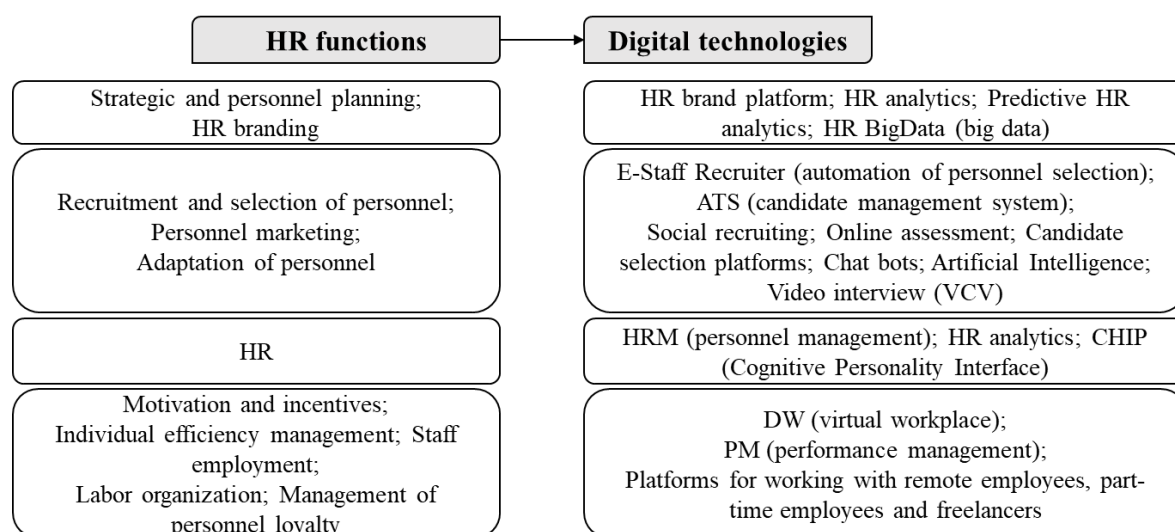 HR functions
Digital technologies
Strategic and personnel planning;
HR branding
HR brand platform; HR analytics; Predictive HR
analytics; HR BigData (big data)
Recruitment and selection of personnel;
Personnel marketing;
Adaptation of personnel
E-Staff Recruiter (automation of personnel selection);
ATS (candidate management system);
Social recruiting; Online assessment; Candidate
selection platforms; Chat bots; Artificial Intelligence;
Video interview (VCV)
HR
HRM (personnel management); HR analytics; CHIP
(Cognitive Personality Interface)
Motivation and incentives;
Individual efficiency management; Staff
employment;
Labor organization; Management of
personnel loyalty
DW (virtual workplace);
PM (performance management);
Platforms for working with remote employees, part-
time employees and freelancers